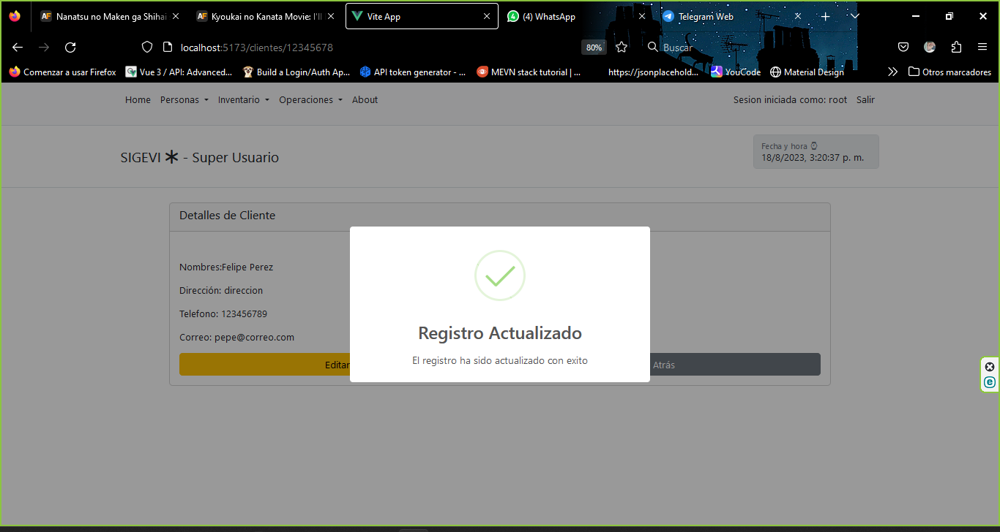 Nanatsu no Maken ga Shihai
Kyoukai no Kanata Movie: I'll
Vite App
(4) WhatsApp
Telegram Web
localhost:5173/clientes/12345678
80%
Buscar
Comenzar a usar Firefox
Vue 3 / API: Advanced...
Build a Login/Auth Ap...
API token generator - ...
MEVN stack tutorial | ...
https://jsonplacehold...
YouCode
Material Design
Otros marcadores
Home Personas Inventario Operaciones About
Sesion iniciada como: root Salir
SIGEVI * - Super Usuario
Fecha y hora ⌚
18/8/2023, 3:20:37 p. m.
Detalles de Cliente
Nombres:Felipe Perez
Dirección: direccion
Telefono: 123456789
Correo: pepe@correo.com
Editar
Atrás
Registro Actualizado
El registro ha sido actualizado con exito